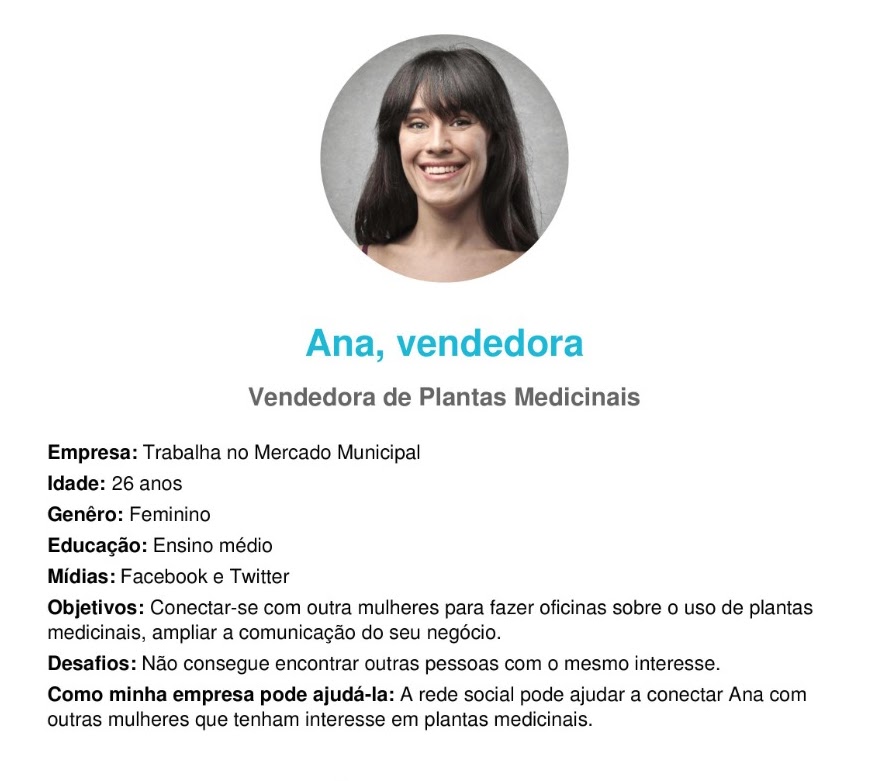 Ana, vendedora
Vendedora de Plantas Medicinais
Empresa: Trabalha no Mercado Municipal
Idade: 26 anos
Genêro: Feminino
Educação: Ensino médio
Mídias: Facebook e Twitter
Objetivos: Conectar-se com outra mulheres para fazer oficinas sobre o uso de plantas
medicinais, ampliar a comunicação do seu negócio.
Desafios: Não consegue encontrar outras pessoas com o mesmo interesse.
Como minha empresa pode ajudá-la: A rede social pode ajudar a conectar Ana com
outras mulheres que tenham interesse em plantas medicinais.